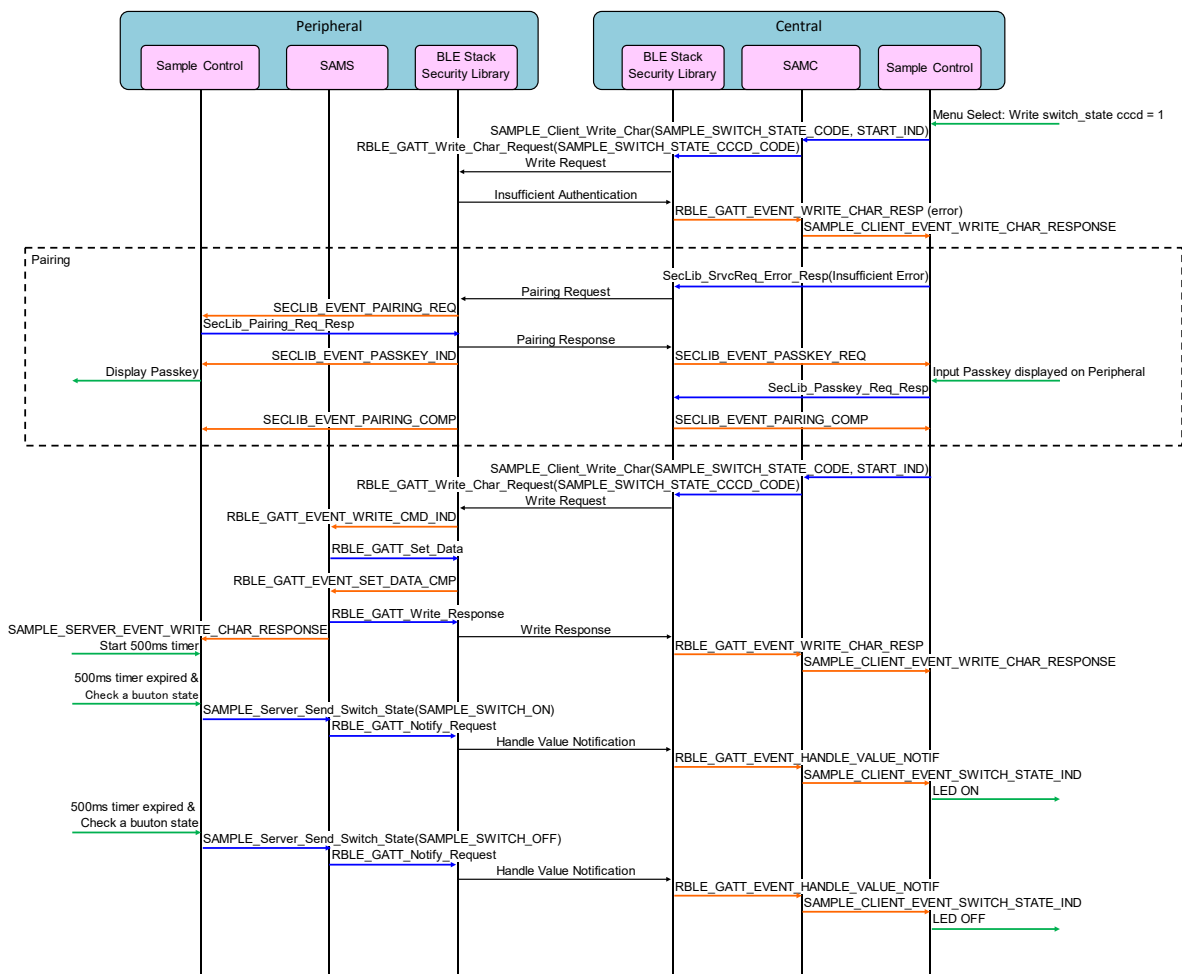 Peripheral
Central
Sample Control
SAMS
BLE Stack
Security Library
BLE Stack
Security Library
SAMC
Sample Control
Menu Select: Write switch_state cccd = 1
SAMPLE_Client_Write_Char(SAMPLE_SWITCH_STATE_CODE, START_IND)
RBLE_GATT_Write_Char_Request(SAMPLE_SWITCH_STATE_CCCD_CODE)
Write Request
Insufficient Authentication
RBLE_GATT_EVENT_WRITE_CHAR_RESP (error)
SAMPLE_CLIENT_EVENT_WRITE_CHAR_RESPONSE
Pairing
SecLib_SrvcReq_Error_Resp(Insufficient Error)
Pairing Request
SECLIB_EVENT_PAIRING_REQ
SecLib_Pairing_Req_Resp
Pairing Response
SECLIB_EVENT_PASSKEY_IND
SECLIB_EVENT_PASSKEY_REQ
Display Passkey
Input Passkey displayed on Peripheral
SecLib_Passkey_Req_Resp
SECLIB_EVENT_PAIRING_COMP
SECLIB_EVENT_PAIRING_COMP
SAMPLE_Client_Write_Char(SAMPLE_SWITCH_STATE_CODE, START_IND)
RBLE_GATT_Write_Char_Request(SAMPLE_SWITCH_STATE_CCCD_CODE)
Write Request
RBLE_GATT_EVENT_WRITE_CMD_IND
RBLE_GATT_Set_Data
RBLE_GATT_EVENT_SET_DATA_CMP
RBLE_GATT_Write_Response
SAMPLE_SERVER_EVENT_WRITE_CHAR_RESPONSE
Write Response
Start 500ms timer
RBLE_GATT_EVENT_WRITE_CHAR_RESP
SAMPLE_CLIENT_EVENT_WRITE_CHAR_RESPONSE
500ms timer expired &
Check a buuton state
SAMPLE_Server_Send_Switch_State(SAMPLE_SWITCH_ON)
RBLE_GATT_Notify_Request
Handle Value Notification
RBLE_GATT_EVENT_HANDLE_VALUE_NOTIF
SAMPLE_CLIENT_EVENT_SWITCH_STATE_IND
LED ON
500ms timer expired &
Check a buuton state
SAMPLE_Server_Send_Switch_State(SAMPLE_SWITCH_OFF)
RBLE_GATT_Notify_Request
Handle Value Notification
RBLE_GATT_EVENT_HANDLE_VALUE_NOTIF
SAMPLE_CLIENT_EVENT_SWITCH_STATE_IND
LED OFF